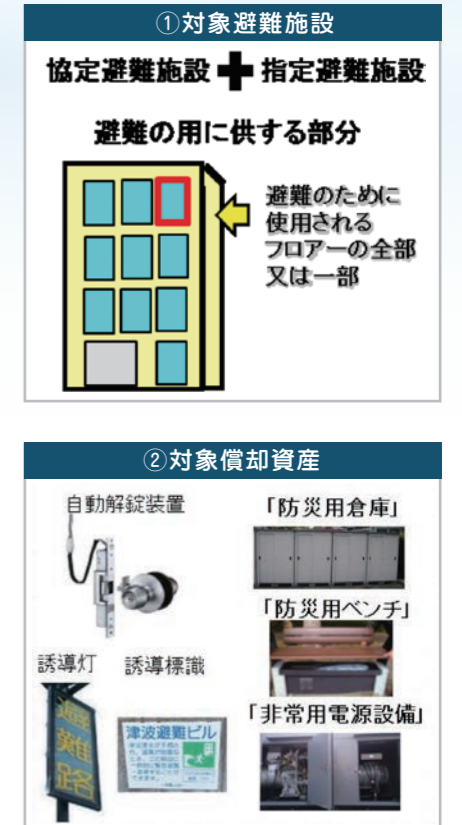 ①対象避難施設
協定避難施設➕指定避難施設
避難の用に供する部分
避難のために
使用される
フロアーの全部
又は一部
②対象償却資産
自動解錠装置
「防災用倉庫」
「防災用ベンチ」
誘導灯
誘導標識
避難路
津波避難ビル
「非常用電源設備」